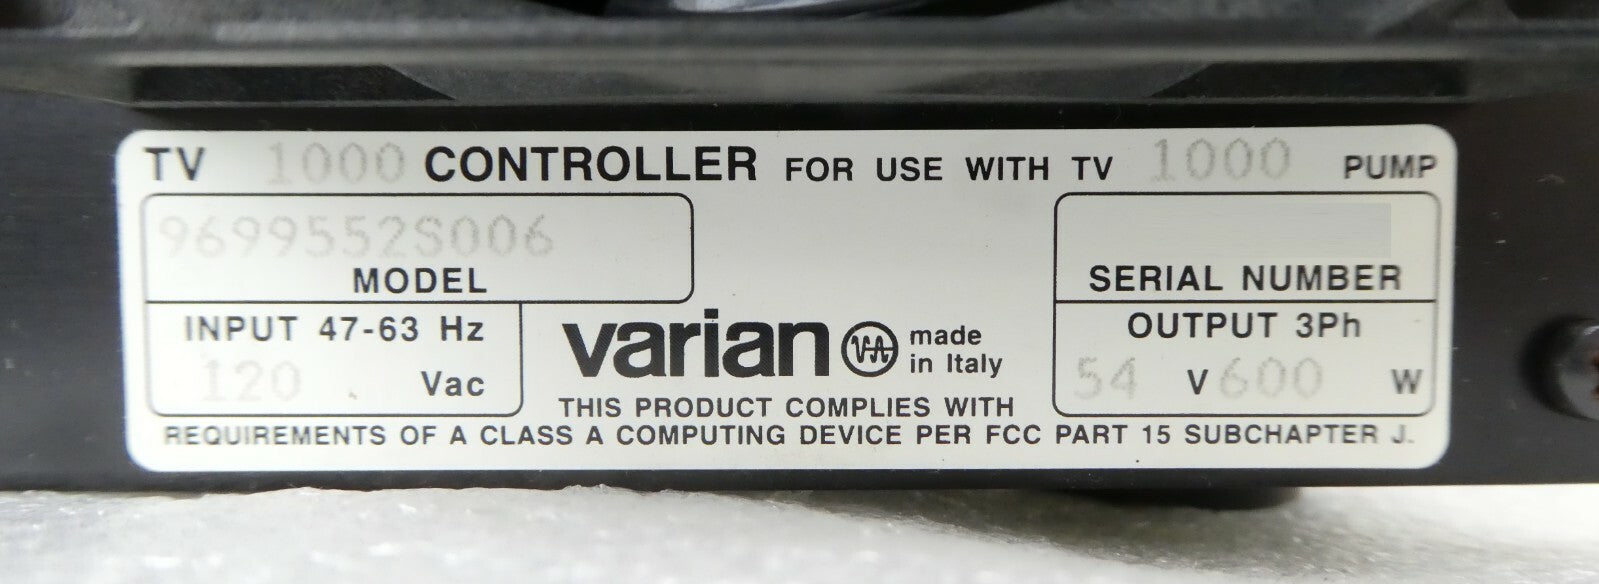 TV 1000 CONTROLLER FOR USE WITH TV 1000 PUMP
9699552S006
MODEL
SERIAL NUMBER
INPUT 47-63 Hz
120 Vac
varian VA made in Italy
OUTPUT 3Ph
54 V 600 W
THIS PRODUCT COMPLIES WITH
REQUIREMENTS OF A CLASS A COMPUTING DEVICE PER FCC PART 15 SUBCHAPTER J.